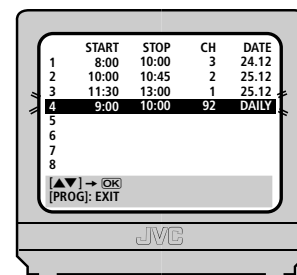 START STOP CH DATE
1 8:00 10:00 3 24.12
2 10:00 10:45 2 25.12
3 11:30 13:00 1 25.12
4 9:00 10:00 92 DAILY
5
6
7
8
[▲▼] → OK
[PROG]: EXIT
JVC